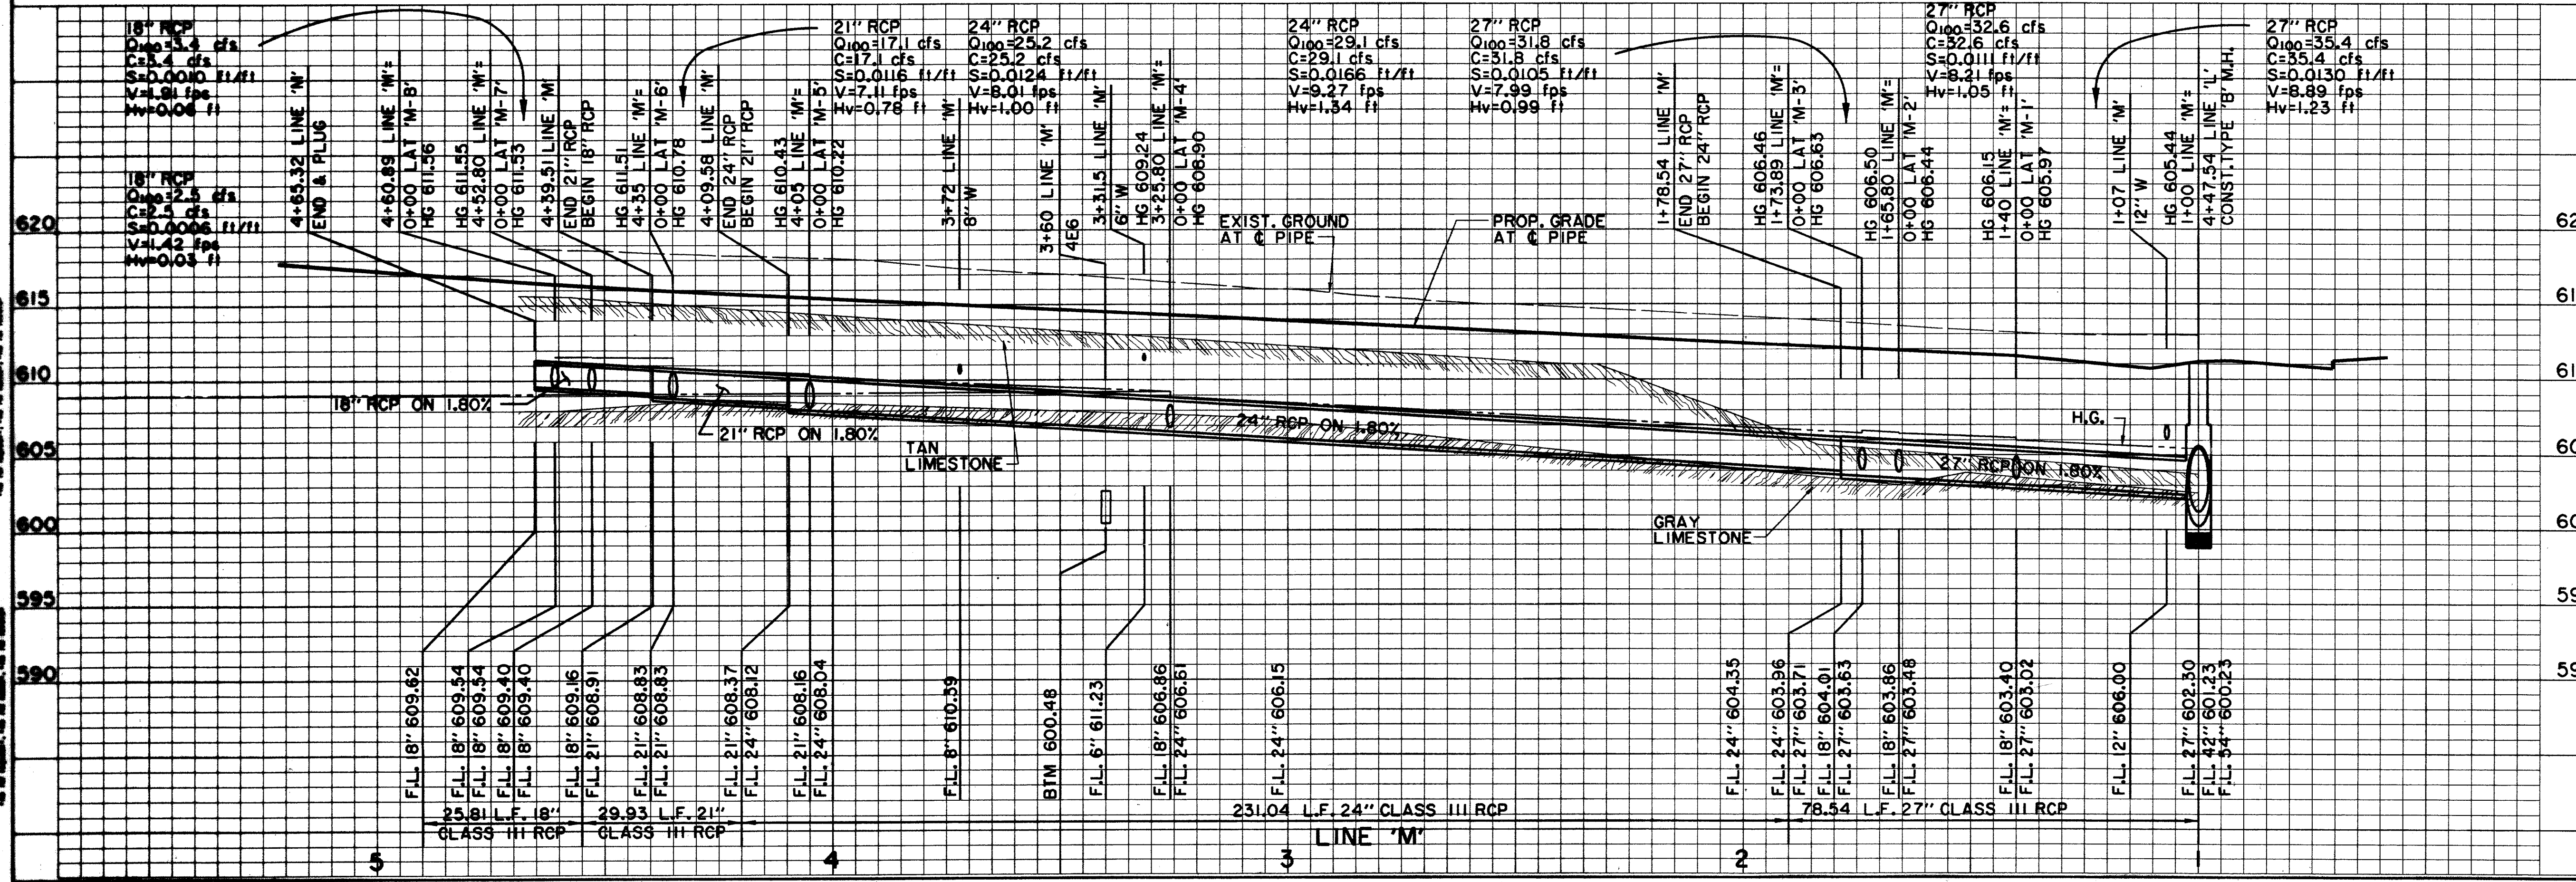 18" RCP
Q100=3.4 cfs
C=3.4 cfs
S=0.0010 ft/ft
V=1.91 fps
Hv=0.06 ft
18" RCP
Q100=2.5 cfs
C=2.5 cfs
S=0.0006 ft/ft
V=1.42 fps
Hv=0.03 ft
21" RCP
Q100=17.1 cfs
C=17.1 cfs
S=0.0116 ft/ft
V=7.11 fps
Hv=0.78 ft
24" RCP
Q100=25.2 cfs
C=25.2 cfs
S=0.0124 ft/ft
V=8.01 fps
Hv=1.00 ft
24" RCP
Q100=29.1 cfs
C=29.1 cfs
S=0.0166 ft/ft
V=9.27 fps
Hv=1.34 ft
27" RCP
Q100=31.8 cfs
C=31.8 cfs
S=0.0105 ft/ft
V=7.99 fps
Hv=0.99 ft
27" RCP
Q100=32.6 cfs
C=32.6 cfs
S=0.0111 ft/ft
V=8.21 fps
Hv=1.05 ft
27" RCP
Q100=35.4 cfs
C=35.4 cfs
S=0.0130 ft/ft
V=8.89 fps
Hv=1.23 ft
4+65.32 LINE 'M'
END & PLUG
4+60.89 LINE 'M'=
0+00 LAT 'M-8'
HG 611.56
HG 611.55
4+52.80 LINE 'M'=
0+00 LAT 'M-7'
HG 611.53
4+39.51 LINE 'M'
END 21" RCP
BEGIN 18" RCP
HG 611.51
4+35 LINE 'M'=
0+00 LAT 'M-6'
HG 610.78
4+09.58 LINE 'M'
END 24" RCP
BEGIN 21" RCP
HG 610.43
4+05 LINE 'M'=
0+00 LAT 'M-5'
HG 610.22
3+72 LINE 'M'
8" W
3+60 LINE 'M'
4E6
3+31.5 LINE 'M'
6" W
HG 609.24
3+25.80 LINE 'M'=
0+00 LAT 'M-4'
HG 608.90
1+78.54 LINE 'M'
END 27" RCP
BEGIN 24" RCP
HG 606.46
1+73.89 LINE 'M'=
0+00 LAT 'M-3'
HG 606.63
HG 606.50
1+65.80 LINE 'M'=
0+00 LAT 'M-2'
HG 606.44
HG 606.15
1+40 LINE 'M'=
0+00 LAT 'M-1'
HG 605.97
1+07 LINE 'M'
12" W
HG 605.44
1+00 LINE 'M'=
4+47.54 LINE 'L'
CONST. TYPE 'B' M.H.
620
615
610
605
600
595
590
62
61
61
60
60
59
59
EXIST. GROUND
AT ℄ PIPE
PROP. GRADE
AT ℄ PIPE
18" RCP ON 1.80%
21" RCP ON 1.80%
TAN
LIMESTONE
24" RCP ON 1.80%
27" RCP ON 1.80%
H.G.
GRAY
LIMESTONE
F.L. 18" 609.62
F.L. 18" 609.54
F.L. 18" 609.54
F.L. 18" 609.40
F.L. 18" 609.40
F.L. 18" 609.16
F.L. 21" 608.91
F.L. 21" 608.83
F.L. 21" 608.83
F.L. 21" 608.37
F.L. 24" 608.12
F.L. 21" 608.16
F.L. 24" 608.04
F.L. 8" 610.39
BTM 600.48
F.L. 6" 611.23
F.L. 18" 606.86
F.L. 24" 606.61
F.L. 24" 606.15
F.L. 24" 604.35
F.L. 24" 603.96
F.L. 27" 603.71
F.L. 18" 604.01
F.L. 27" 603.63
F.L. 18" 603.86
F.L. 27" 603.48
F.L. 18" 603.40
F.L. 27" 603.02
F.L. 12" 606.00
F.L. 27" 602.30
F.L. 42" 601.23
F.L. 54" 600.23
25.81 L.F. 18"
CLASS III RCP
29.93 L.F. 21"
CLASS III RCP
231.04 L.F. 24" CLASS III RCP
78.54 L.F. 27" CLASS III RCP
LINE 'M'
5
4
3
2
1